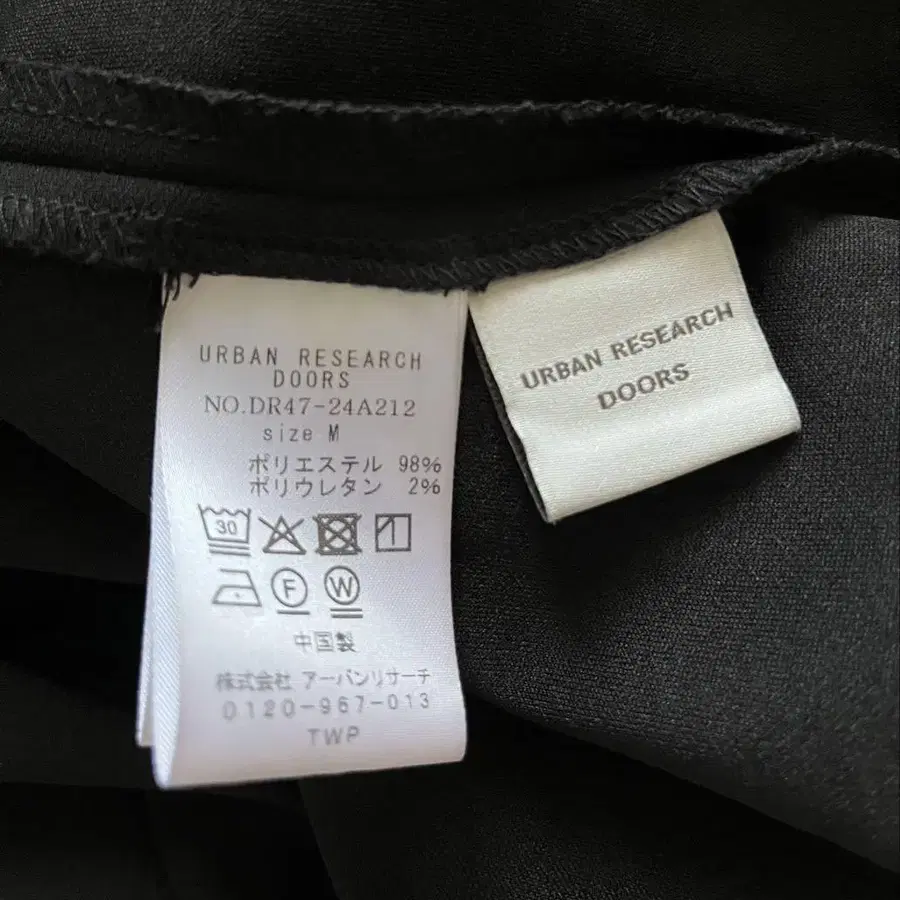 URBAN RESEARCH
DOORS
NO.DR47-24A212
size M
ポリエステル 98%
ポリウレタン 2%
30
F W
中国製
株式会社 アーバンリサーチ
0120-967-013
TWP
URBAN RESEARCH
DOORS